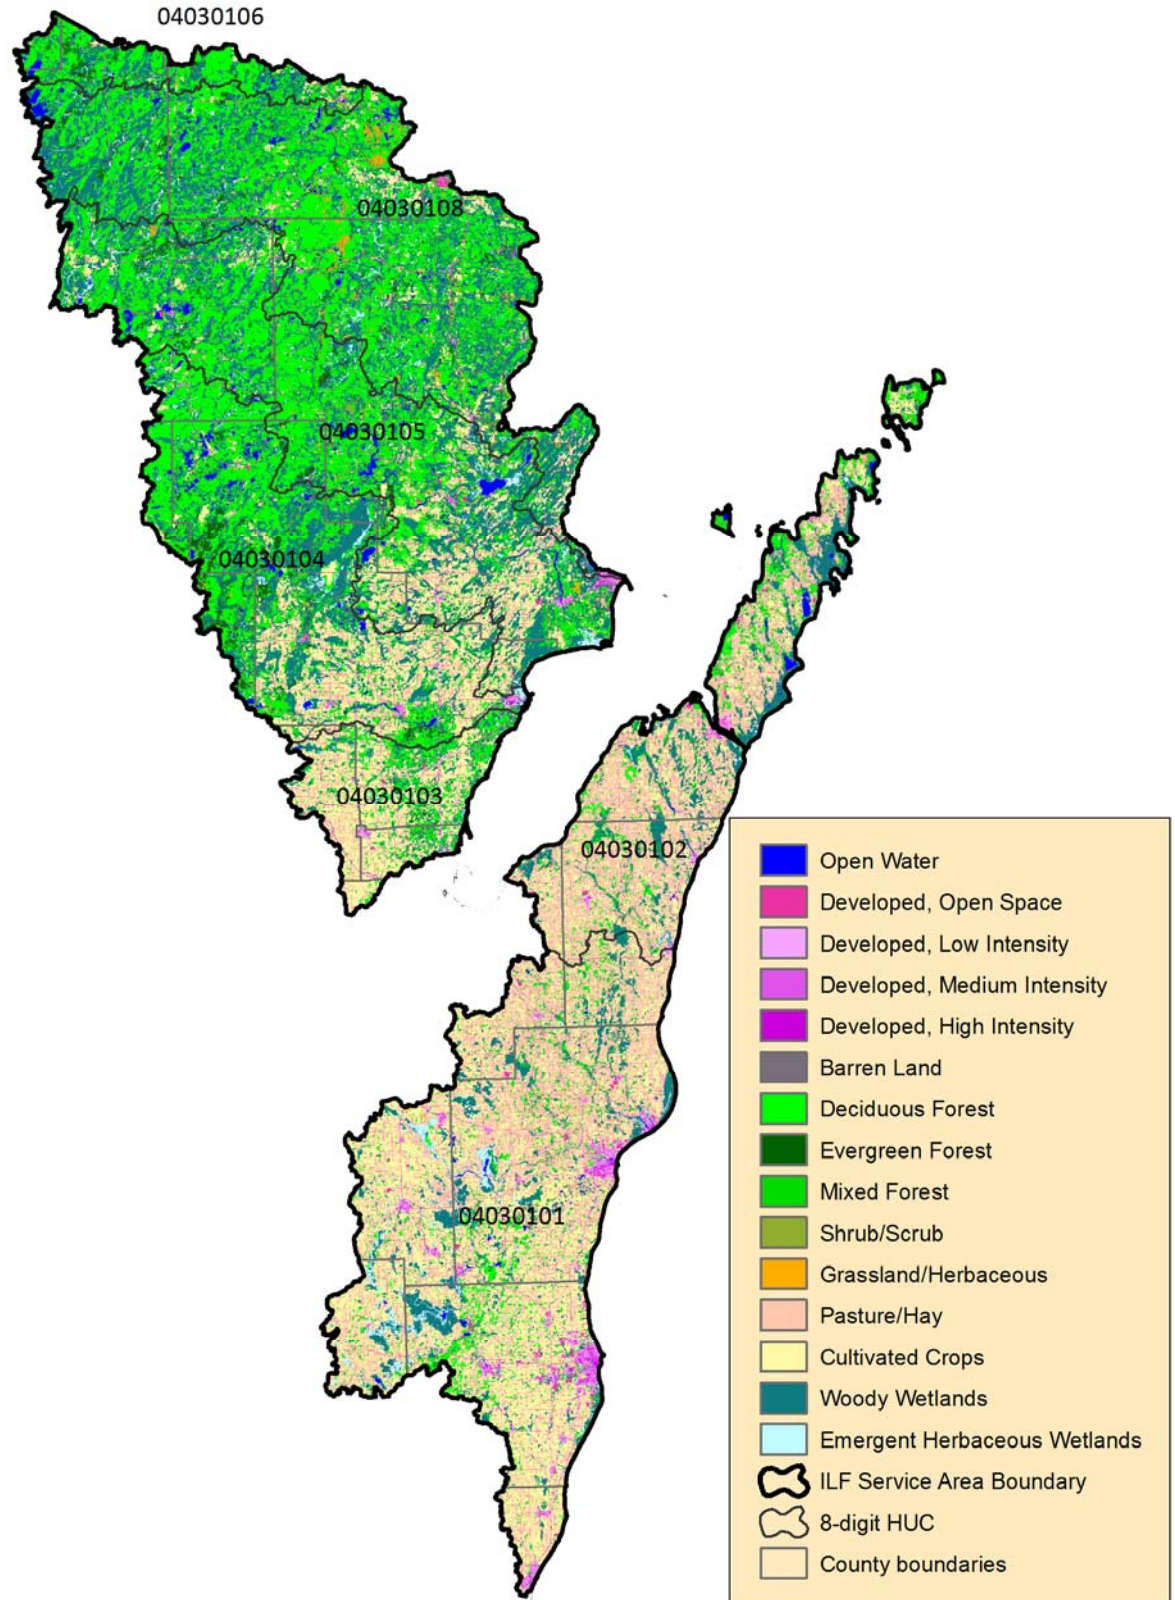 04030106
04030108
04030105
04030104
04030103
04030102
04030101
Open Water
Developed, Open Space
Developed, Low Intensity
Developed, Medium Intensity
Developed, High Intensity
Barren Land
Deciduous Forest
Evergreen Forest
Mixed Forest
Shrub/Scrub
Grassland/Herbaceous
Pasture/Hay
Cultivated Crops
Woody Wetlands
Emergent Herbaceous Wetlands
ILF Service Area Boundary
8-digit HUC
County boundaries